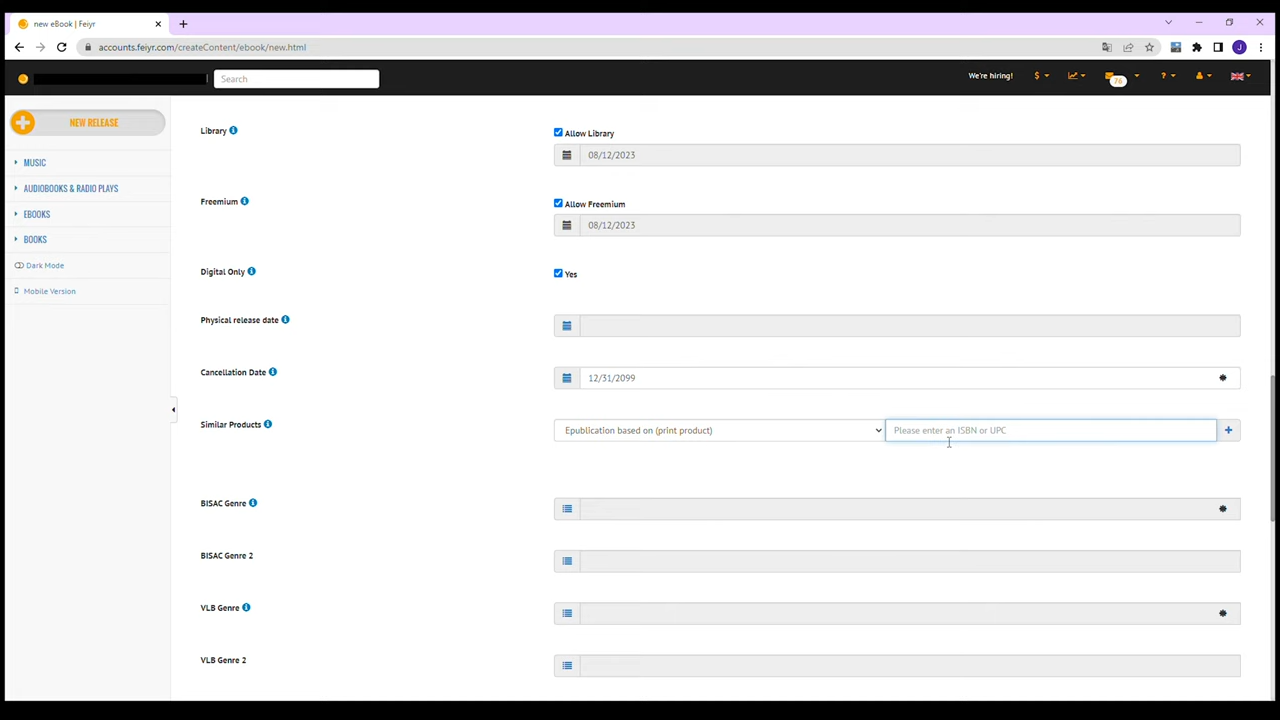 new eBook | Feiyr
accounts.feiyr.com/createContent/ebook/new.html
J
Search
We're hiring!
$
76
?
NEW RELEASE
MUSIC
AUDIOBOOKS & RADIO PLAYS
EBOOKS
BOOKS
Dark Mode
Mobile Version
Library
Allow Library
08/12/2023
Freemium
Allow Freemium
08/12/2023
Digital Only
Yes
Physical release date
Cancellation Date
12/31/2099
Similar Products
Epublication based on (print product)
Please enter an ISBN or UPC
BISAC Genre
BISAC Genre 2
VLB Genre
VLB Genre 2